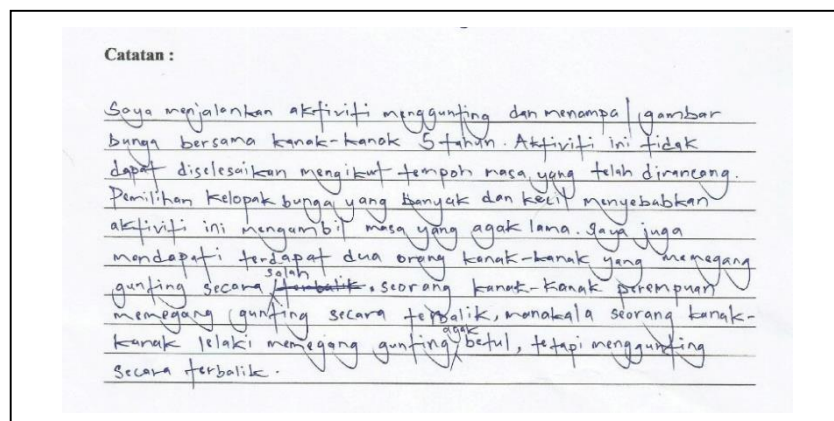 Catatan :
Saya menjalankan aktiviti menggunting dan menampal gambar
bunga bersama kanak-kanak 5 tahun. Aktiviti ini tidak
dapat diselesaikan mengikut tempoh masa yang telah dirancang.
Pemilihan kelopak bunga yang banyak dan kecil menyebabkan
aktiviti ini mengambil masa yang agak lama. Saya juga
mendapati terdapat dua orang kanak-kanak yang memegang
gunting secara salah terbalik. Seorang kanak-kanak perempuan
memegang gunting secara terbalik, manakala seorang kanak-
kanak lelaki memegang gunting agak betul, tetapi menggunting
secara terbalik.